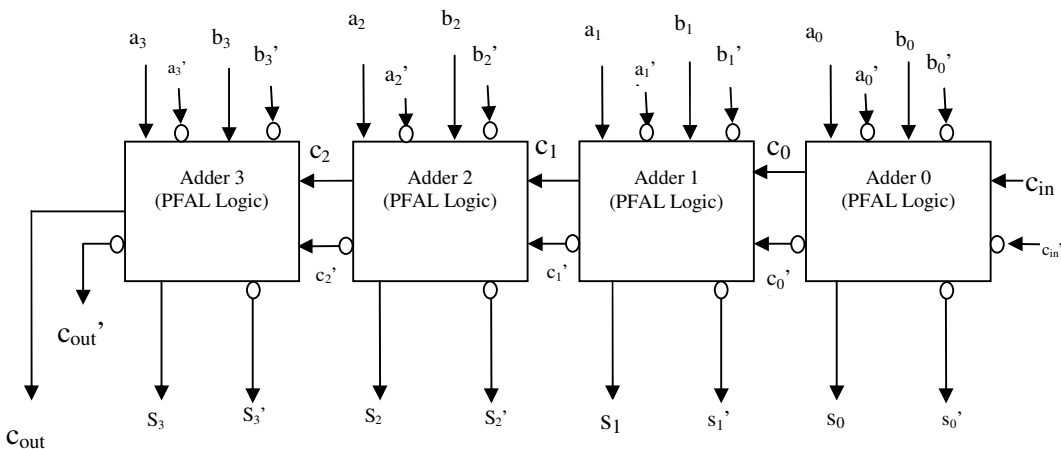 a₃ a₃’ b₃ b₃’ a₂ a₂’ b₂ b₂’ a₁ a₁’ b₁ b₁’ a₀ a₀’ b₀ b₀’
Adder 3
(PFAL Logic)
c₂
c₂’
Adder 2
(PFAL Logic)
c₁
c₁’
Adder 1
(PFAL Logic)
c₀
c₀’
Adder 0
(PFAL Logic)
cin
cin’
cout’
cout
S₃ S₃’ S₂ S₂’ s₁ s₁’ s₀ s₀’